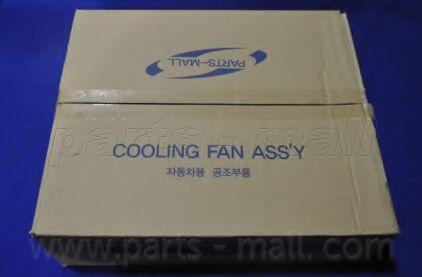 PARTS-MALL
parts - mall
COOLING FAN ASS'Y
자동차용 공조부품
www.parts-mall.com